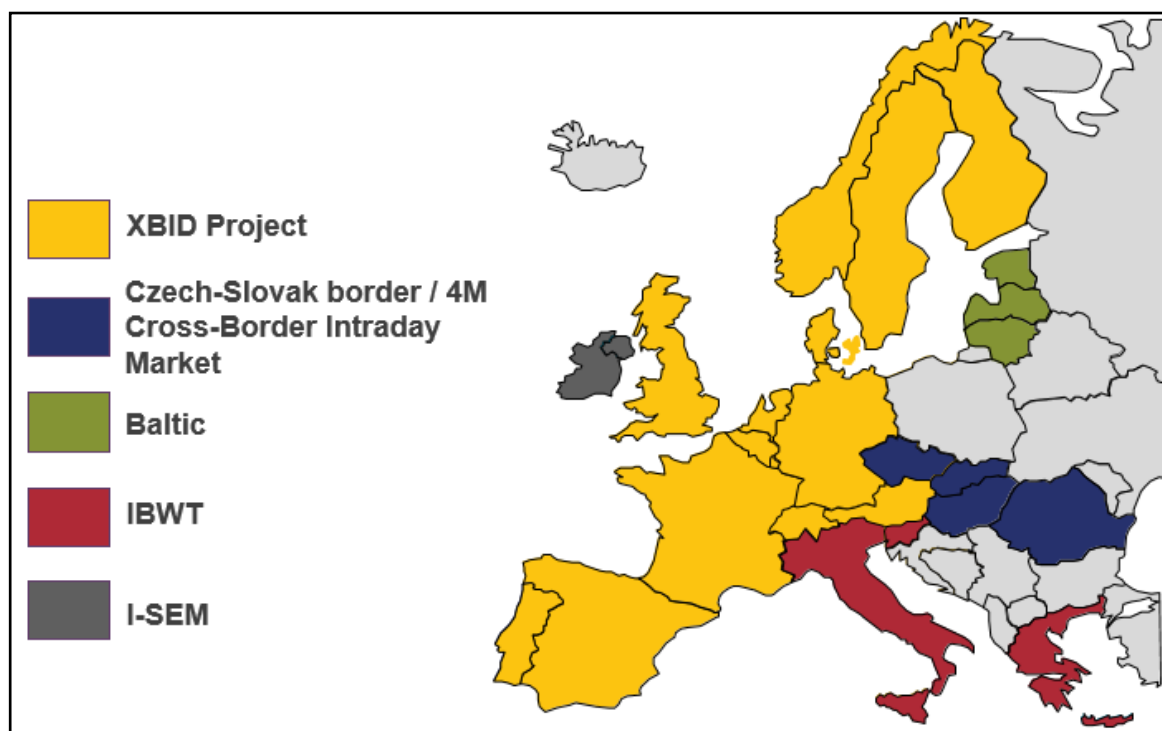 XBID Project
Czech-Slovak border / 4M
Cross-Border Intraday
Market
Baltic
IBWT
I-SEM